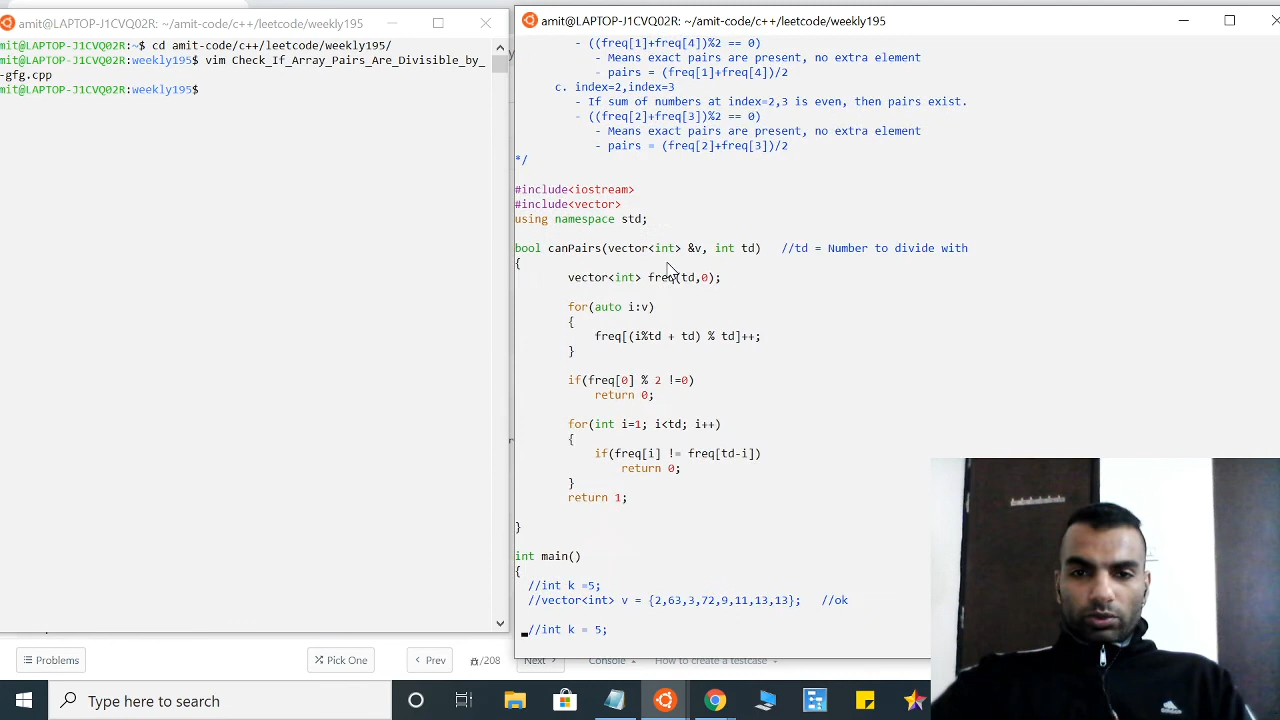 amit@LAPTOP-J1CVQ02R: ~/amit-code/c++/leetcode/weekly195
mit@LAPTOP-J1CVQ02R:~$ cd amit-code/c++/leetcode/weekly195/
mit@LAPTOP-J1CVQ02R:weekly195$ vim Check_If_Array_Pairs_Are_Divisible_by_
-gfg.cpp
mit@LAPTOP-J1CVQ02R:weekly195$
amit@LAPTOP-J1CVQ02R: ~/amit-code/c++/leetcode/weekly195
- ((freq[1]+freq[4])%2 == 0)
- Means exact pairs are present, no extra element
- pairs = (freq[1]+freq[4])/2
c. index=2,index=3
- If sum of numbers at index=2,3 is even, then pairs exist.
- ((freq[2]+freq[3])%2 == 0)
- Means exact pairs are present, no extra element
- pairs = (freq[2]+freq[3])/2
*/
#include<iostream>
#include<vector>
using namespace std;
bool canPairs(vector<int> &v, int td)   //td = Number to divide with
{
vector<int> freq(td,0);
for(auto i:v)
{
freq[(i%td + td) % td]++;
}
if(freq[0] % 2 !=0)
return 0;
for(int i=1; i<td; i++)
{
if(freq[i] != freq[td-i])
return 0;
}
return 1;
}
int main()
{
//int k =5;
//vector<int> v = {2,63,3,72,9,11,13,13};   //ok
//int k = 5;
Problems
Pick One
Prev
/208
Next
Console
How to create a testcase
Type here to search
adidas